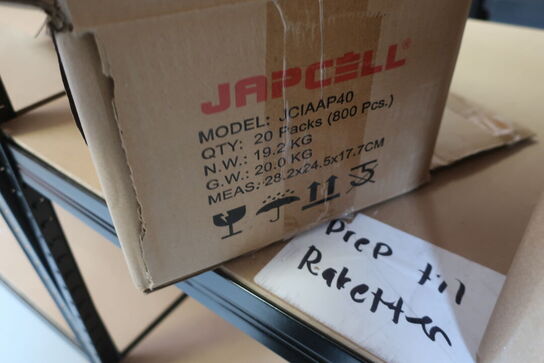 JAPCELL®
MODEL: JCIAAP40
QTY: 20 Packs (800 Pcs.)
N.W.: 19.2 KG
G.W.: 20.0 KG
MEAS: 28.2x24.5x17.7CM
5
Prep til
Raketter